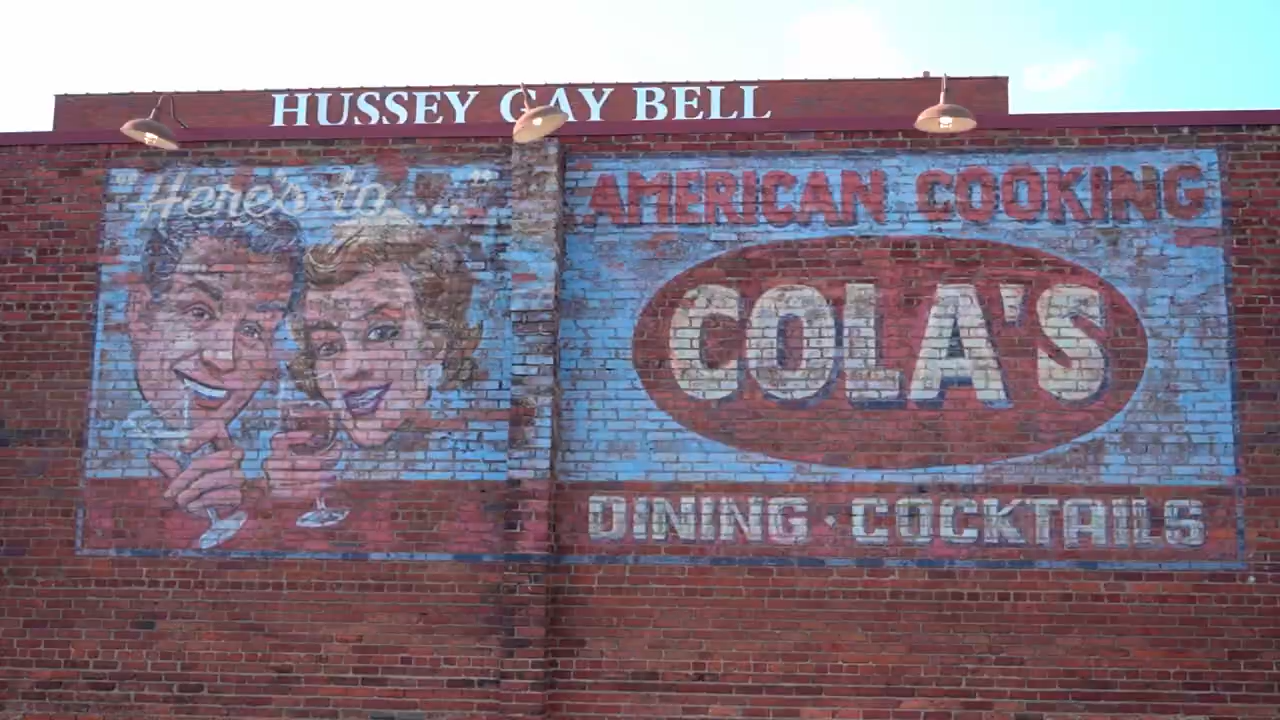 HUSSEY GAY BELL
"Here's to ..."
AMERICAN COOKING
COLA'S
DINING · COCKTAILS